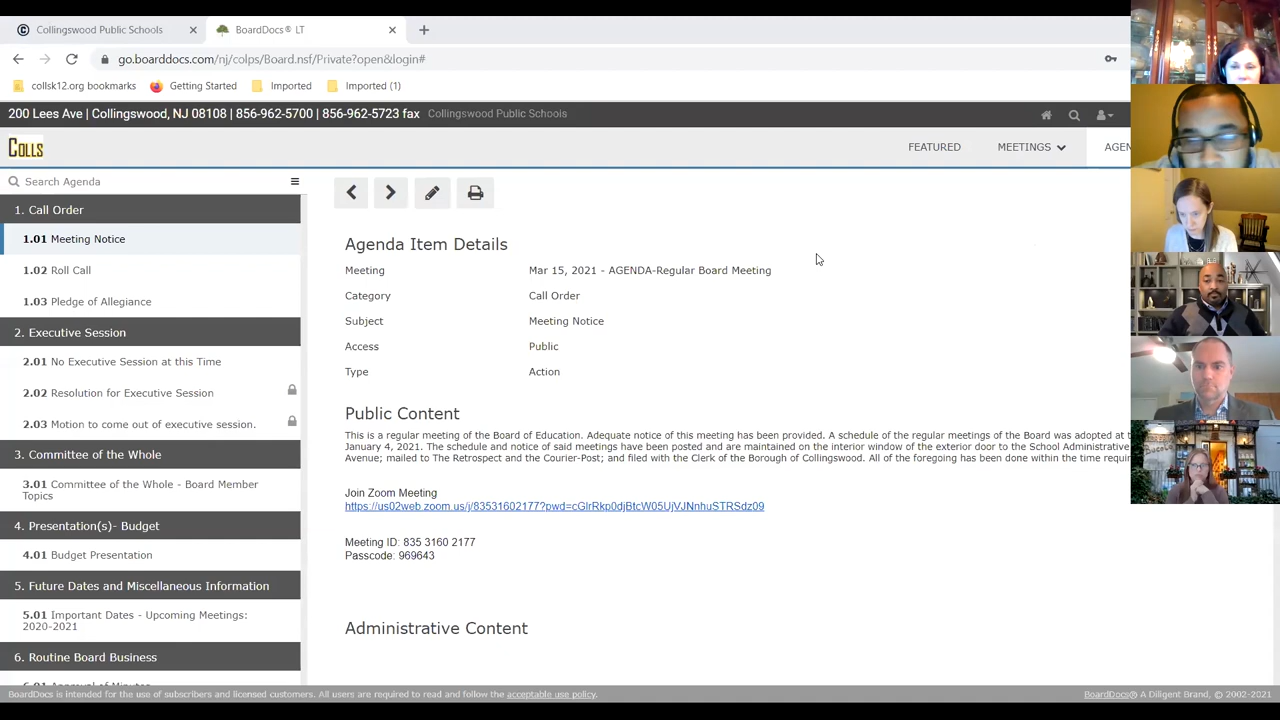 Collingswood Public Schools
BoardDocs® LT
go.boarddocs.com/nj/colps/Board.nsf/Private?open&login#
collsk12.org bookmarks
Getting Started
Imported
Imported (1)
200 Lees Ave | Collingswood, NJ 08108 | 856-962-5700 | 856-962-5723 fax
Collingswood Public Schools
COLLS
FEATURED
MEETINGS
AGEN
Search Agenda
1. Call Order
1.01 Meeting Notice
1.02 Roll Call
1.03 Pledge of Allegiance
2. Executive Session
2.01 No Executive Session at this Time
2.02 Resolution for Executive Session
2.03 Motion to come out of executive session.
3. Committee of the Whole
3.01 Committee of the Whole - Board Member
Topics
4. Presentation(s)- Budget
4.01 Budget Presentation
5. Future Dates and Miscellaneous Information
5.01 Important Dates - Upcoming Meetings:
2020-2021
6. Routine Board Business
6.01 Approval of Minutes
Agenda Item Details
Meeting Mar 15, 2021 - AGENDA-Regular Board Meeting
Category Call Order
Subject Meeting Notice
Access Public
Type Action
Public Content
This is a regular meeting of the Board of Education. Adequate notice of this meeting has been provided. A schedule of the regular meetings of the Board was adopted at t
January 4, 2021. The schedule and notice of said meetings have been posted and are maintained on the interior window of the exterior door to the School Administrative
Avenue; mailed to The Retrospect and the Courier-Post; and filed with the Clerk of the Borough of Collingswood. All of the foregoing has been done within the time requir
Join Zoom Meeting
https://us02web.zoom.us/j/83531602177?pwd=cGlrRkp0djBtcW05UjVJNnhuSTRSdz09
Meeting ID: 835 3160 2177
Passcode: 969643
Administrative Content
BoardDocs is intended for the use of subscribers and licensed customers. All users are required to read and follow the acceptable use policy.
BoardDocs® A Diligent Brand, © 2002-2021